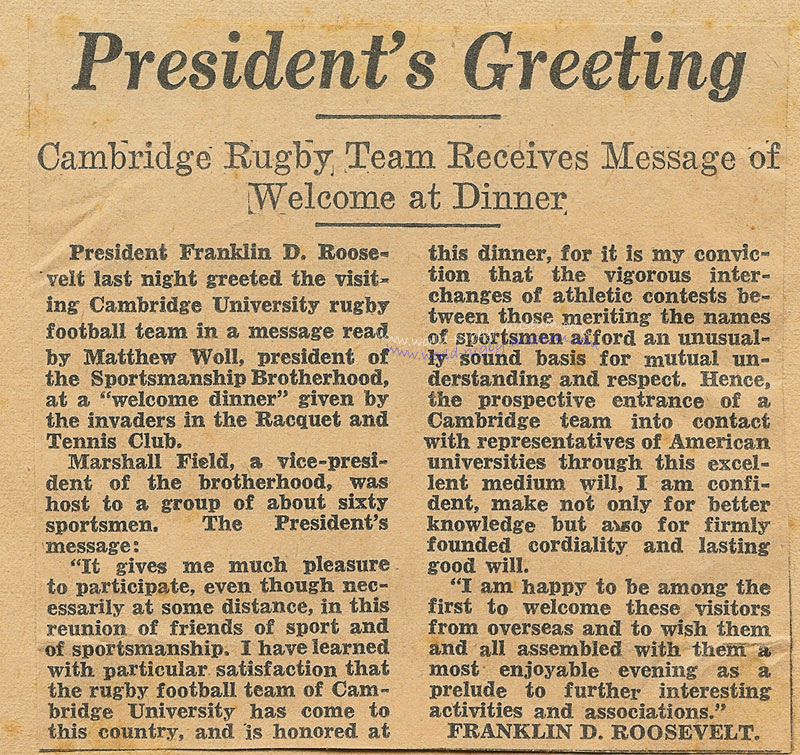 President's Greeting
Cambridge Rugby Team Receives Message of
Welcome at Dinner
President Franklin D. Roose-
velt last night greeted the visit-
ing Cambridge University rugby
football team in a message read
by Matthew Woll, president of
the Sportsmanship Brotherhood,
at a "welcome dinner" given by
the invaders in the Racquet and
Tennis Club.
Marshall Field, a vice-presi-
dent of the brotherhood, was
host to a group of about sixty
sportsmen. The President's
message:
"It gives me much pleasure
to participate, even though nec-
essarily at some distance, in this
reunion of friends of sport and
of sportsmanship. I have learned
with particular satisfaction that
the rugby football team of Cam-
bridge University has come to
this country, and is honored at
this dinner, for it is my convic-
tion that the vigorous inter-
changes of athletic contests be-
tween those meriting the names
of sportsmen afford an unusual-
ly sound basis for mutual un-
derstanding and respect. Hence,
the prospective entrance of a
Cambridge team into contact
with representatives of American
universities through this excel-
lent medium will, I am confi-
dent, make not only for better
knowledge but also for firmly
founded cordiality and lasting
good will.
"I am happy to be among the
first to welcome these visitors
from overseas and to wish them
and all assembled with them a
most enjoyable evening as a
prelude to further interesting
activities and associations."
FRANKLIN D. ROOSEVELT.